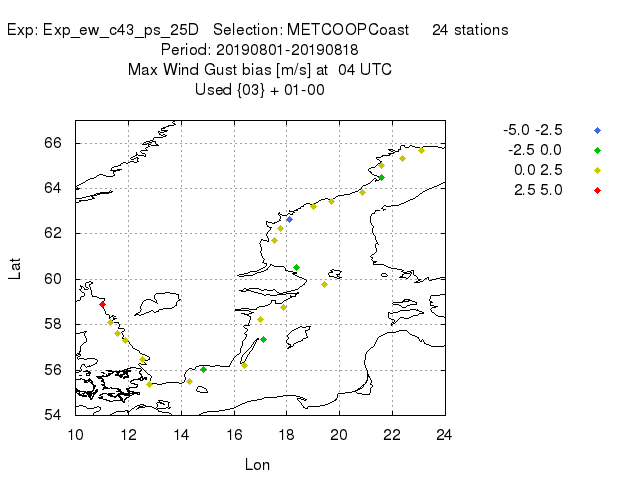 Exp: Exp_ew_c43_ps_25D Selection: METCOOPCoast 24 stations
Period: 20190801-20190818
Max Wind Gust bias [m/s] at 04 UTC
Used {03} + 01-00
-5.0 -2.5
-2.5 0.0
0.0 2.5
2.5 5.0
66
64
62
60
58
56
54
Lat
10 12 14 16 18 20 22 24
Lon